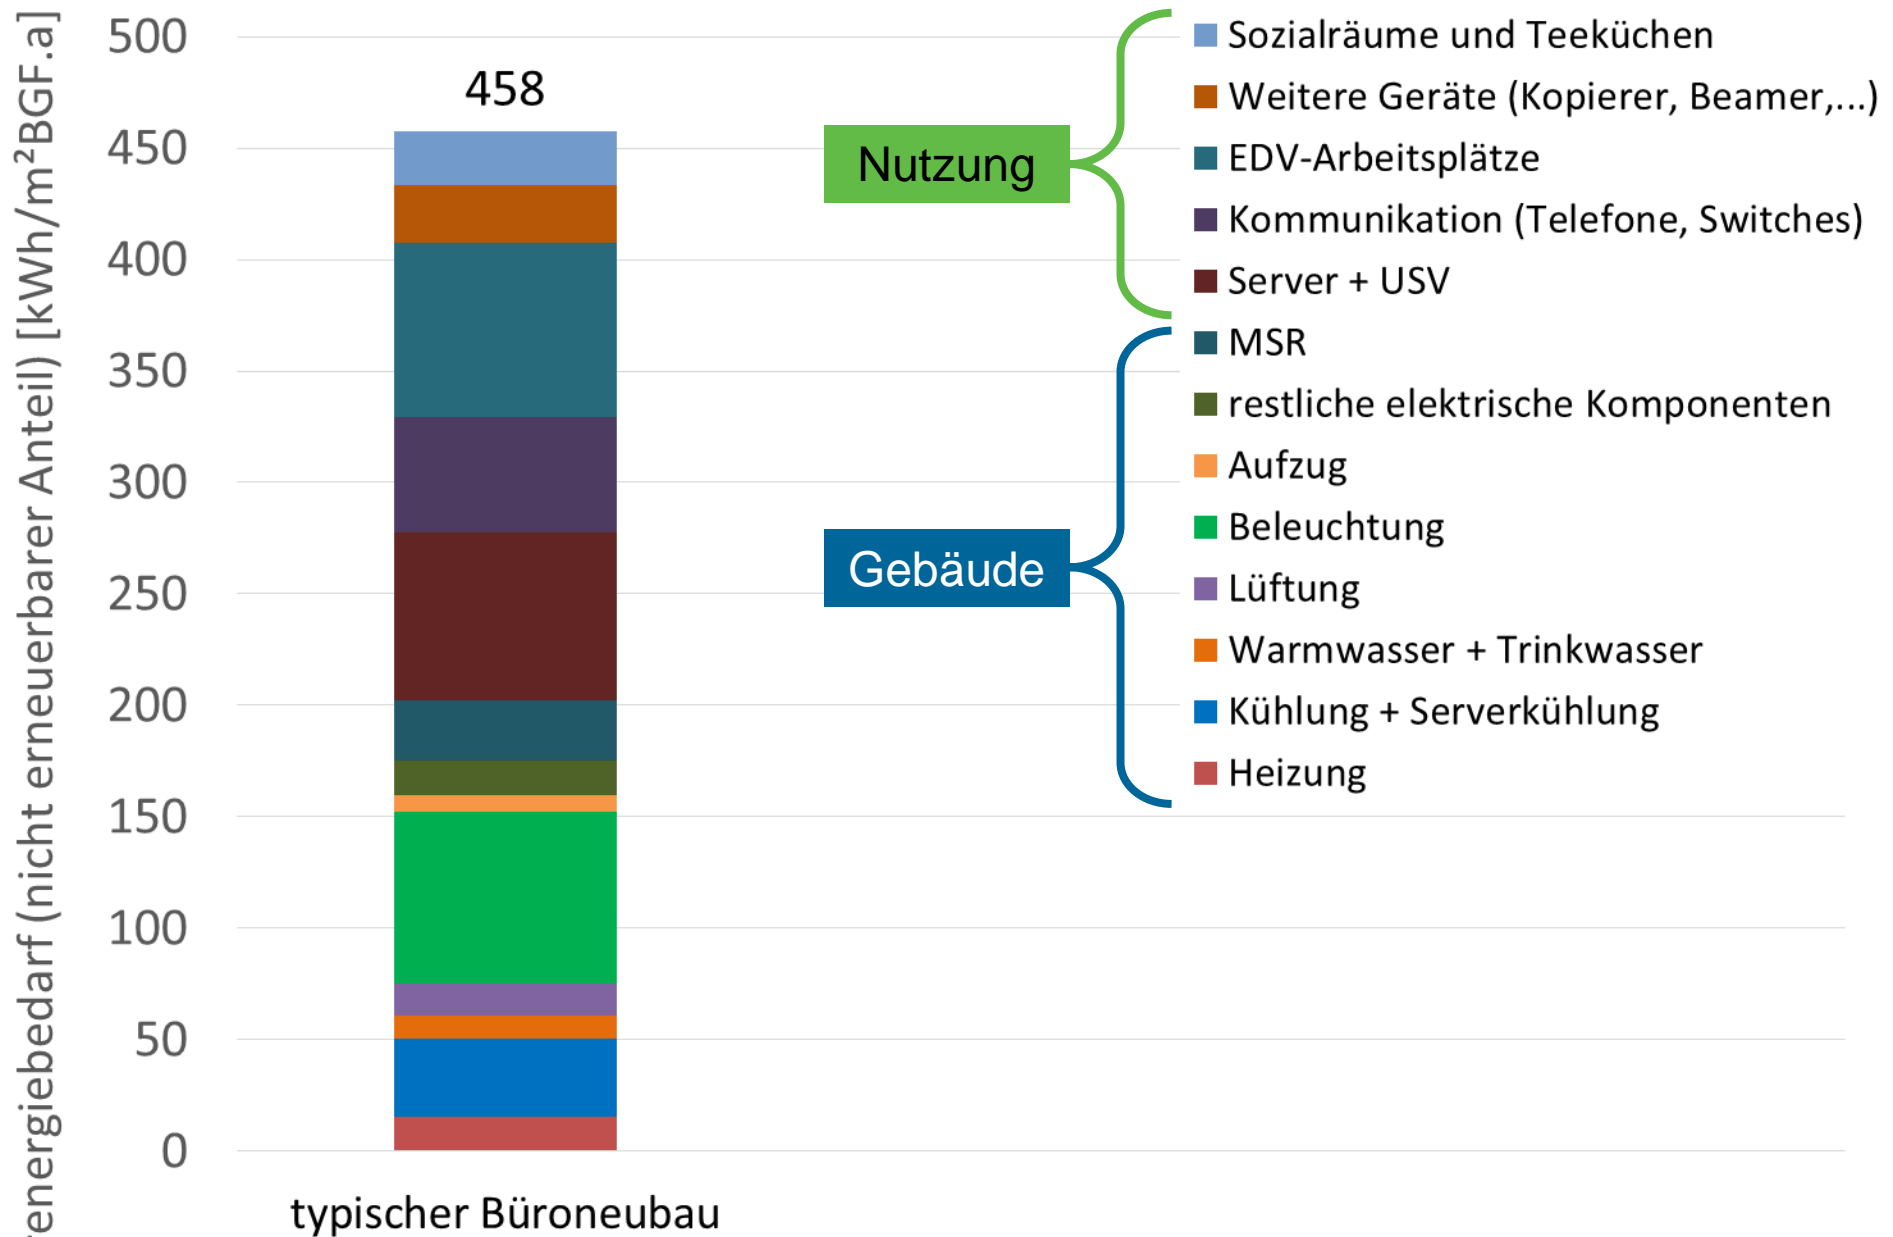 energiebedarf (nicht erneuerbarer Anteil) [kWh/m²BGF.a]
500
450
400
350
300
250
200
150
100
50
0
458
typischer Büroneubau
Nutzung
Gebäude
Sozialräume und Teeküchen
Weitere Geräte (Kopierer, Beamer,...)
EDV-Arbeitsplätze
Kommunikation (Telefone, Switches)
Server + USV
MSR
restliche elektrische Komponenten
Aufzug
Beleuchtung
Lüftung
Warmwasser + Trinkwasser
Kühlung + Serverkühlung
Heizung